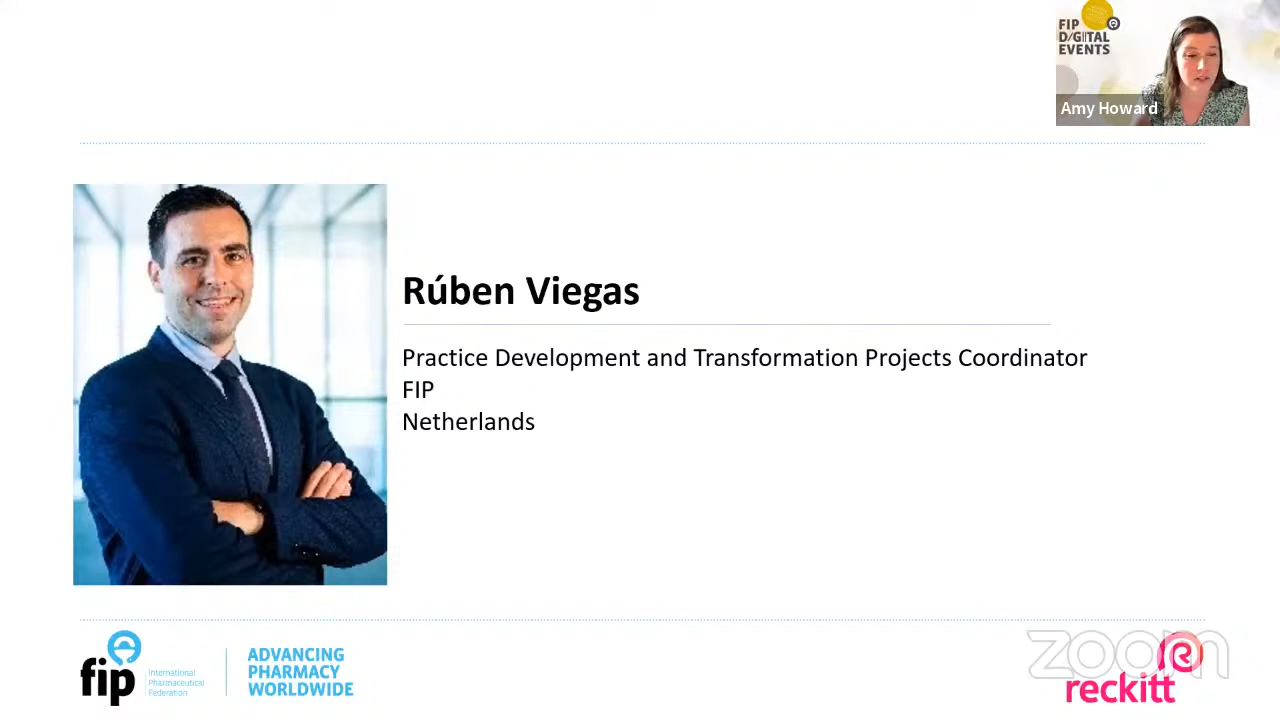 FIP
D/GITAL
EVENTS
Amy Howard
Rúben Viegas
Practice Development and Transformation Projects Coordinator
FIP
Netherlands
fip
International
Pharmaceutical
Federation
ADVANCING
PHARMACY
WORLDWIDE
zoom
reckitt